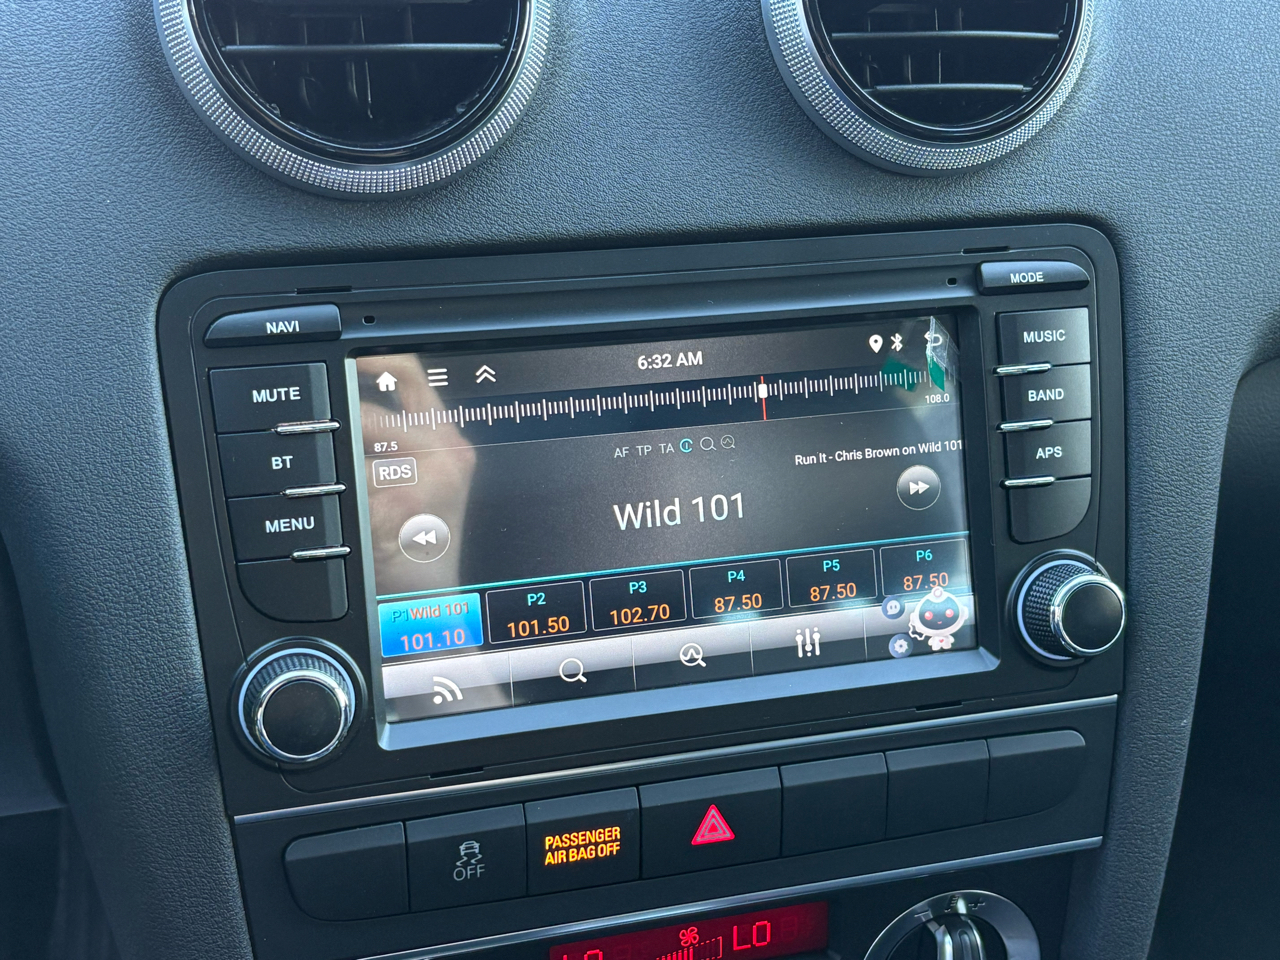 MODE
NAVI
6:32 AM
MUSIC
MUTE
BAND
87.5
108.0
AF TP TA
Run It - Chris Brown on Wild 101
APS
BT
RDS
Wild 101
MENU
P1 Wild 101
101.10
P2
101.50
P3
102.70
P4
87.50
P5
87.50
P6
87.50
OFF
PASSENGER
AIR BAG OFF
LO
LO